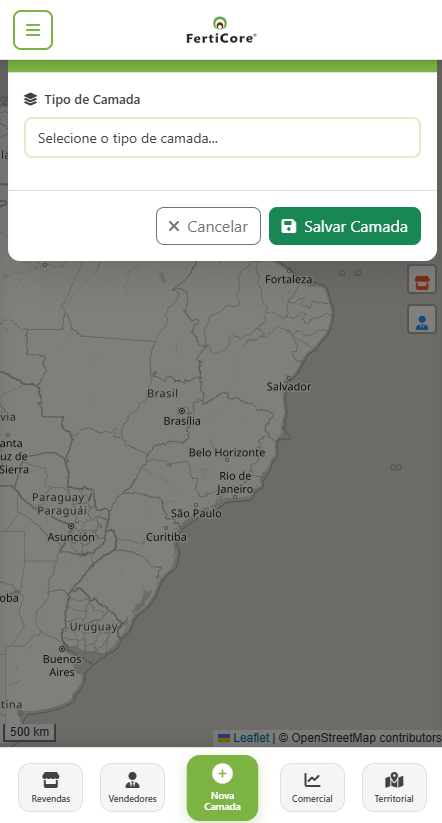 FertiCore®
Tipo de Camada
Selecione o tipo de camada...
Cancelar
Salvar Camada
Fortaleza
Brasil
Salvador
Brasília
via
anta
uz de
Sierra
Belo Horizonte
Rio de
Janeiro
Paraguay /
Paraguái
São Paulo
Asunción
Curitiba
oba
Uruguay
Buenos
Aires
tina
500 km
Leaflet | © OpenStreetMap contributors
Revendas
Vendedores
Nova
Camada
Comercial
Territorial